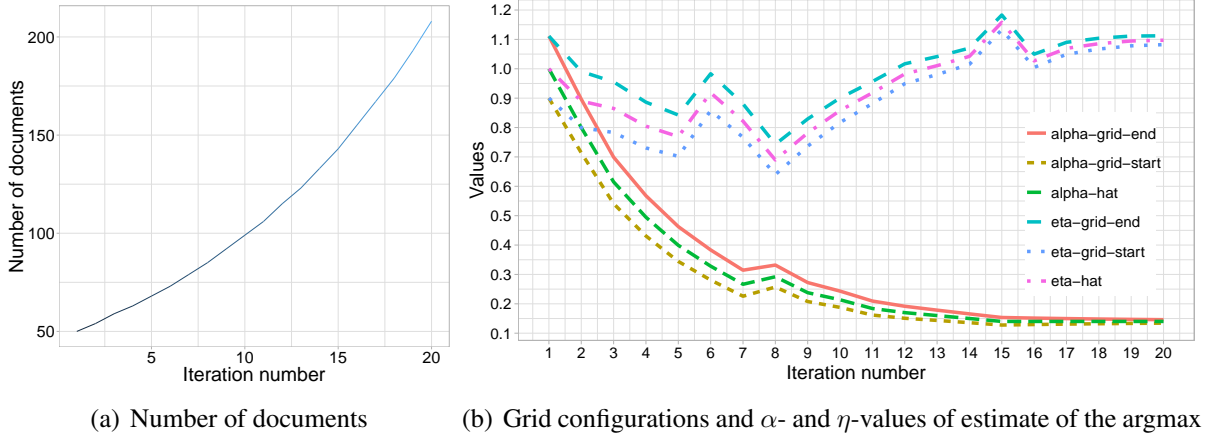 Number of documents
200
150
100
50
5
10
15
20
Iteration number
(a) Number of documents
Values
1.2
1.1
1.0
0.9
0.8
0.7
0.6
0.5
0.4
0.3
0.2
0.1
alpha-grid-end
alpha-grid-start
alpha-hat
eta-grid-end
eta-grid-start
eta-hat
1 2 3 4 5 6 7 8 9 10 11 12 13 14 15 16 17 18 19 20
Iteration number
(b) Grid configurations and α- and η-values of estimate of the argmax